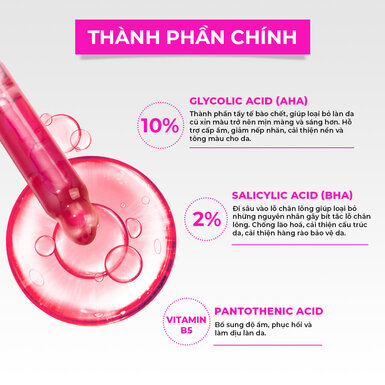 THÀNH PHẦN CHÍNH
10%
GLYCOLIC ACID (AHA)
Thành phần tẩy tế bào chết, giúp loại bỏ làn da
cũ xỉn màu trở nên mịn màng và sáng hơn. Hỗ
trợ cấp ẩm, giảm nếp nhăn, cải thiện nền và
tông màu cho da.
2%
SALICYLIC ACID (BHA)
Đi sâu vào lỗ chân lông giúp loại bỏ
những nguyên nhân gây bít tắc lỗ chân
lông. Chống lão hoá, cải thiện cấu trúc
da, cải thiện hàng rào bảo vệ da.
VITAMIN
B5
PANTOTHENIC ACID
Bổ sung độ ẩm, phục hồi và
làm dịu làn da.